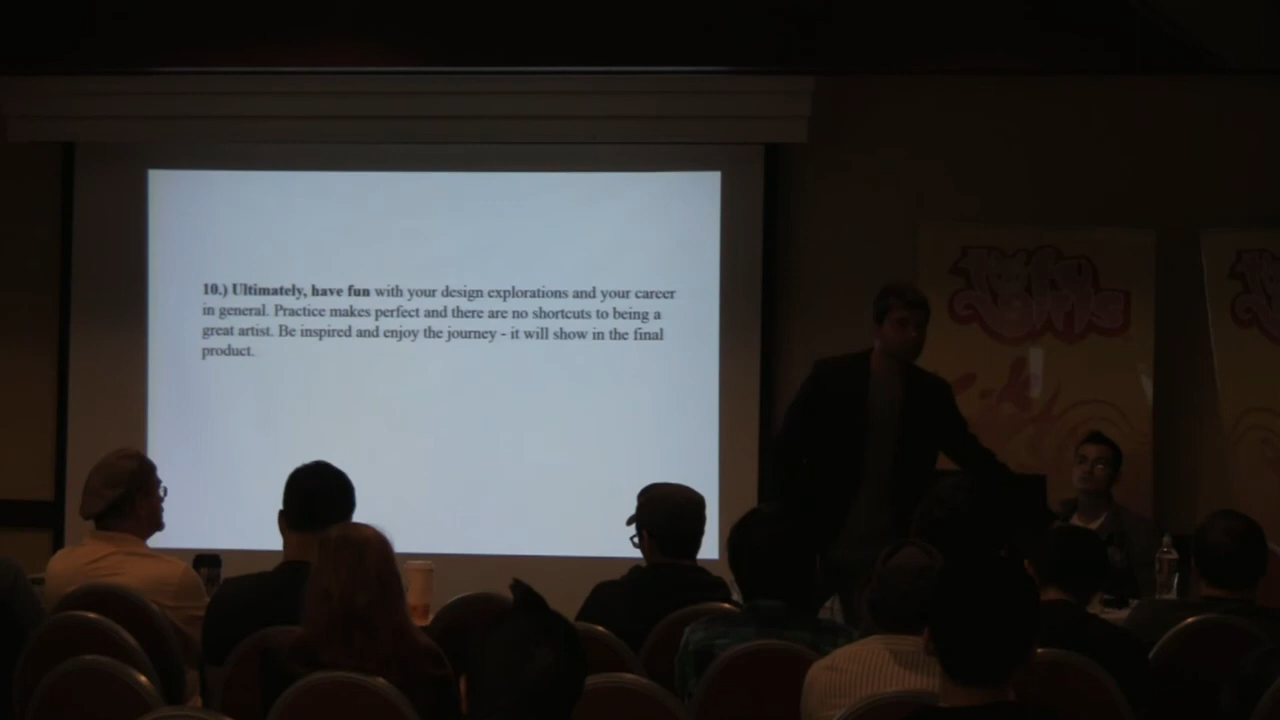 10.) Ultimately, have fun with your design explorations and your career
in general. Practice makes perfect and there are no shortcuts to being a
great artist. Be inspired and enjoy the journey - it will show in the final
product.